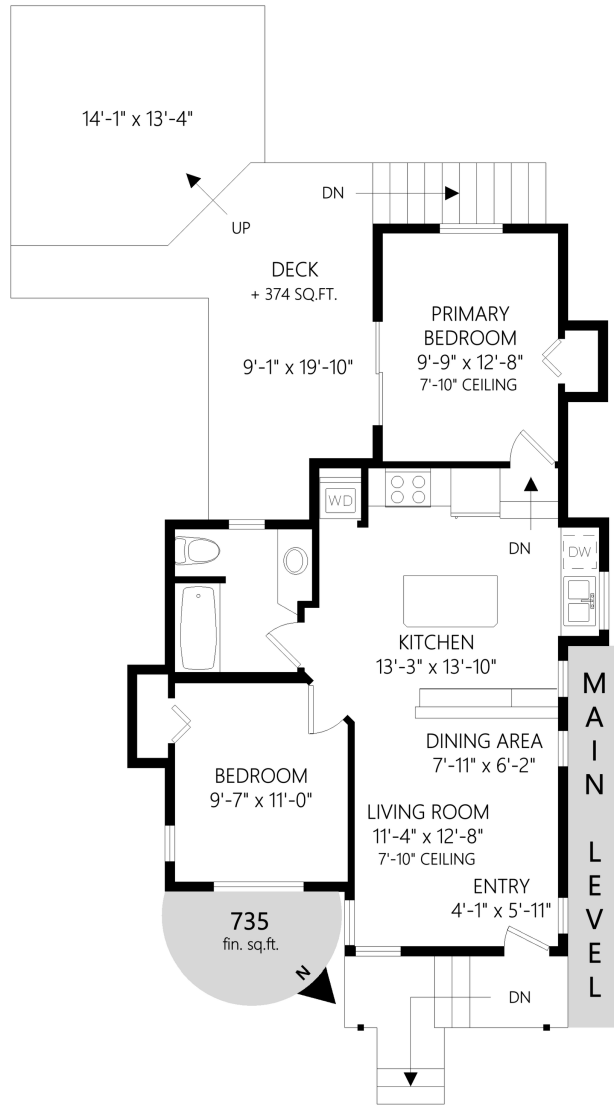 14'-1" x 13'-4"
DN
UP
DECK
+ 374 SQ.FT.
9'-1" x 19'-10"
PRIMARY
BEDROOM
9'-9" x 12'-8"
7'-10" CEILING
WD
DN
DW
KITCHEN
13'-3" x 13'-10"
DINING AREA
7'-11" x 6'-2"
BEDROOM
9'-7" x 11'-0"
LIVING ROOM
11'-4" x 12'-8"
7'-10" CEILING
ENTRY
4'-1" x 5'-11"
MAIN LEVEL
735
fin. sq.ft.
N
DN